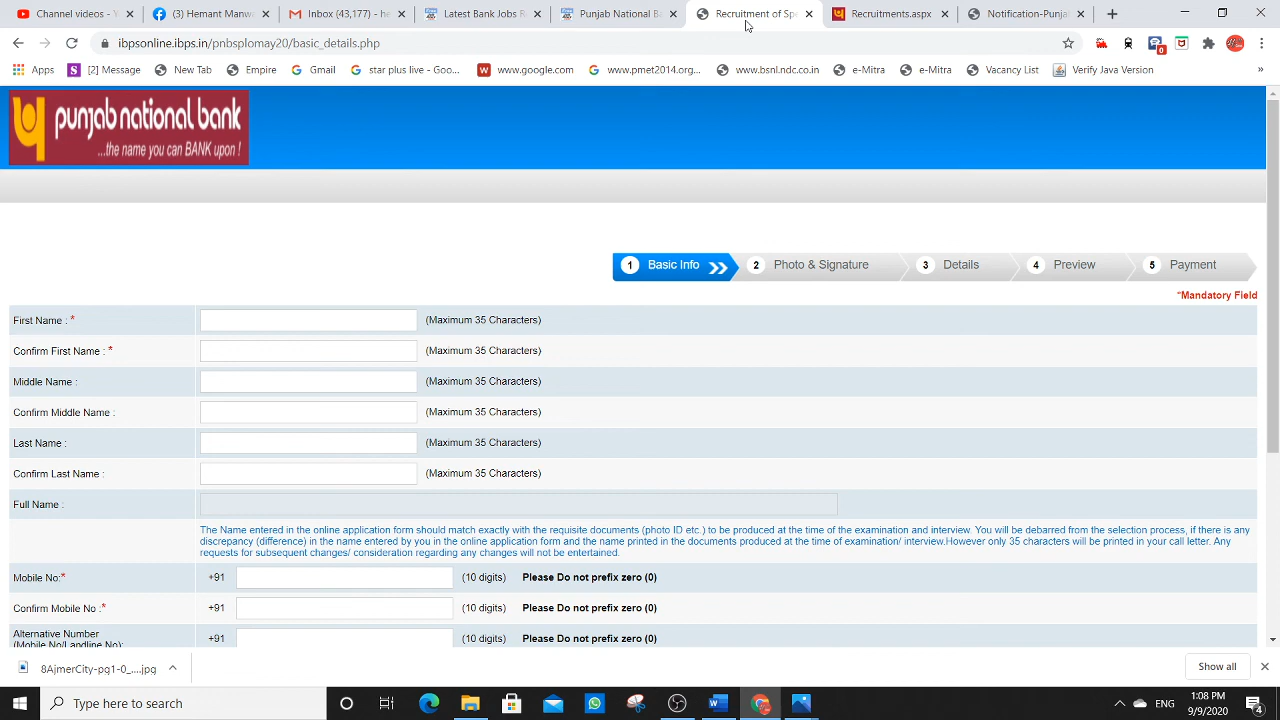 Channel videos - Y
(3) Hemant Manw
Inbox (43,177) - he
Latest Bank Jobs R
Punjab National Ba
Recruitment of Spe
Recruitments.aspx
Notification-Punja
ibpsonline.ibps.in/pnbsplomay20/basic_details.php
0
Apps
[2] Message
New Tab
Empire
Gmail
star plus live - Goo...
www.google.com
www.pmet2014.org...
www.bsnl.ndc.co.in
e-Mitra
e-Mitra
Vacancy List
Verify Java Version
»
punjab national bank
...the name you can BANK upon !
1 Basic Info
2 Photo & Signature
3 Details
4 Preview
5 Payment
*Mandatory Field
First Name : * (Maximum 35 Characters)
Confirm First Name : * (Maximum 35 Characters)
Middle Name : (Maximum 35 Characters)
Confirm Middle Name : (Maximum 35 Characters)
Last Name : (Maximum 35 Characters)
Confirm Last Name : (Maximum 35 Characters)
Full Name :
The Name entered in the online application form should match exactly with the requisite documents (photo ID etc.) to be produced at the time of the examination and interview. You will be debarred from the selection process, if there is any
discrepancy (difference) in the name entered by you in the online application form and the name printed in the documents produced at the time of examination/ interview.However only 35 characters will be printed in your call letter. Any
requests for subsequent changes/ consideration regarding any changes will not be entertained.
Mobile No:* +91 (10 digits) Please Do not prefix zero (0)
Confirm Mobile No :* +91 (10 digits) Please Do not prefix zero (0)
Alternative Number
(Mobile No/Landline No): +91 (10 digits) Please Do not prefix zero (0)
8AjmerCity-pg1-0_....jpg
Show all
Type here to search
ENG
1:08 PM
9/9/2020
4